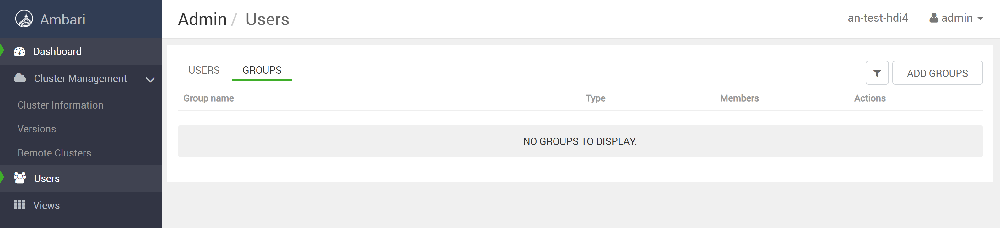 Ambari
Dashboard
Cluster Management
Cluster Information
Versions
Remote Clusters
Users
Views
Admin / Users
an-test-hdi4 admin
USERS GROUPS
ADD GROUPS
Group name Type Members Actions
NO GROUPS TO DISPLAY.